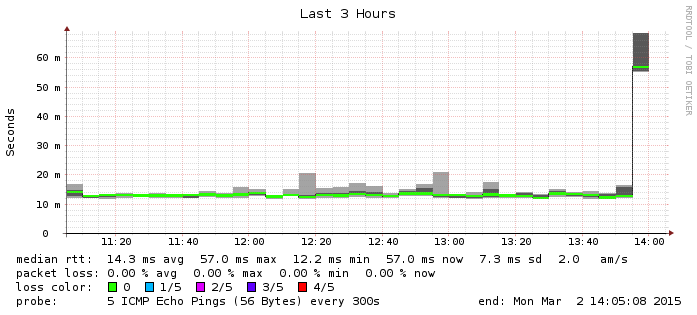 Last 3 Hours
RRDTOOL / TOBI OETIKER
Seconds
60 m
50 m
40 m
30 m
20 m
10 m
0
11:20 11:40 12:00 12:20 12:40 13:00 13:20 13:40 14:00
median rtt: 14.3 ms avg 57.0 ms max 12.2 ms min 57.0 ms now 7.3 ms sd 2.0 am/s
packet loss: 0.00 % avg 0.00 % max 0.00 % min 0.00 % now
loss color: 0 1/5 2/5 3/5 4/5
probe: 5 ICMP Echo Pings (56 Bytes) every 300s end: Mon Mar 2 14:05:08 2015